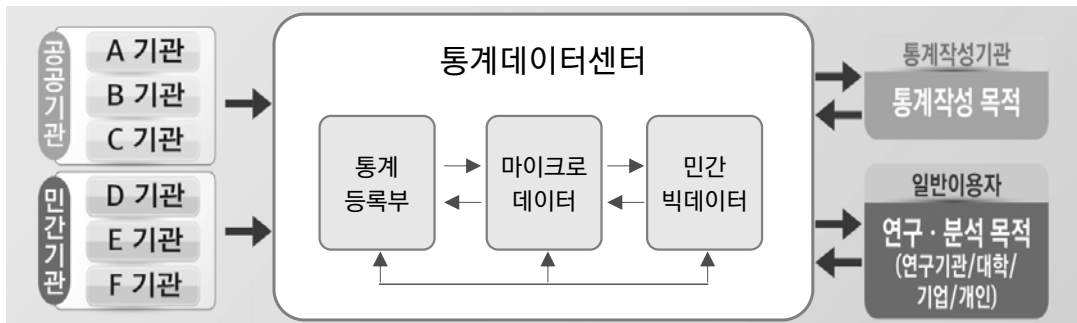 공공기관
A 기관
B 기관
C 기관
민간기관
D 기관
E 기관
F 기관
통계데이터센터
통계
등록부
마이크로
데이터
민간
빅데이터
통계작성기관
통계작성 목적
일반이용자
연구 · 분석 목적
(연구기관/대학/
기업/개인)